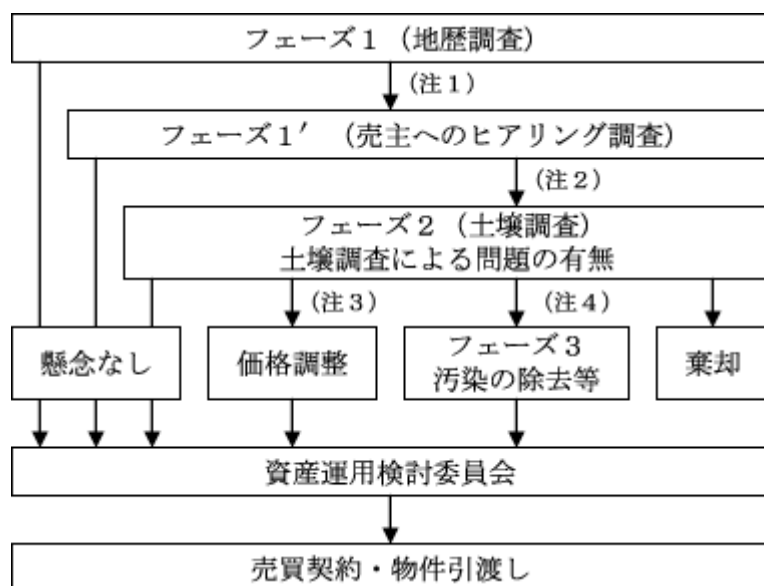 フェーズ1（地歴調査）
（注1）
フェーズ1′（売主へのヒアリング調査）
（注2）
フェーズ2（土壌調査）
土壌調査による問題の有無
（注3）
（注4）
懸念なし
価格調整
フェーズ3
汚染の除去等
棄却
資産運用検討委員会
売買契約・物件引渡し